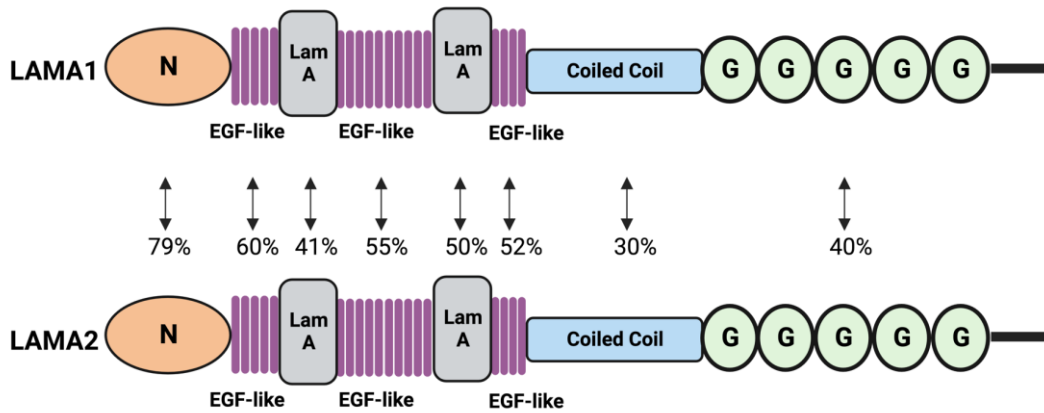 LAMA1 N Lam A Lam A Coiled Coil G G G G G
EGF-like EGF-like EGF-like
79% 60% 41% 55% 50% 52% 30% 40%
LAMA2 N Lam A Lam A Coiled Coil G G G G G
EGF-like EGF-like EGF-like